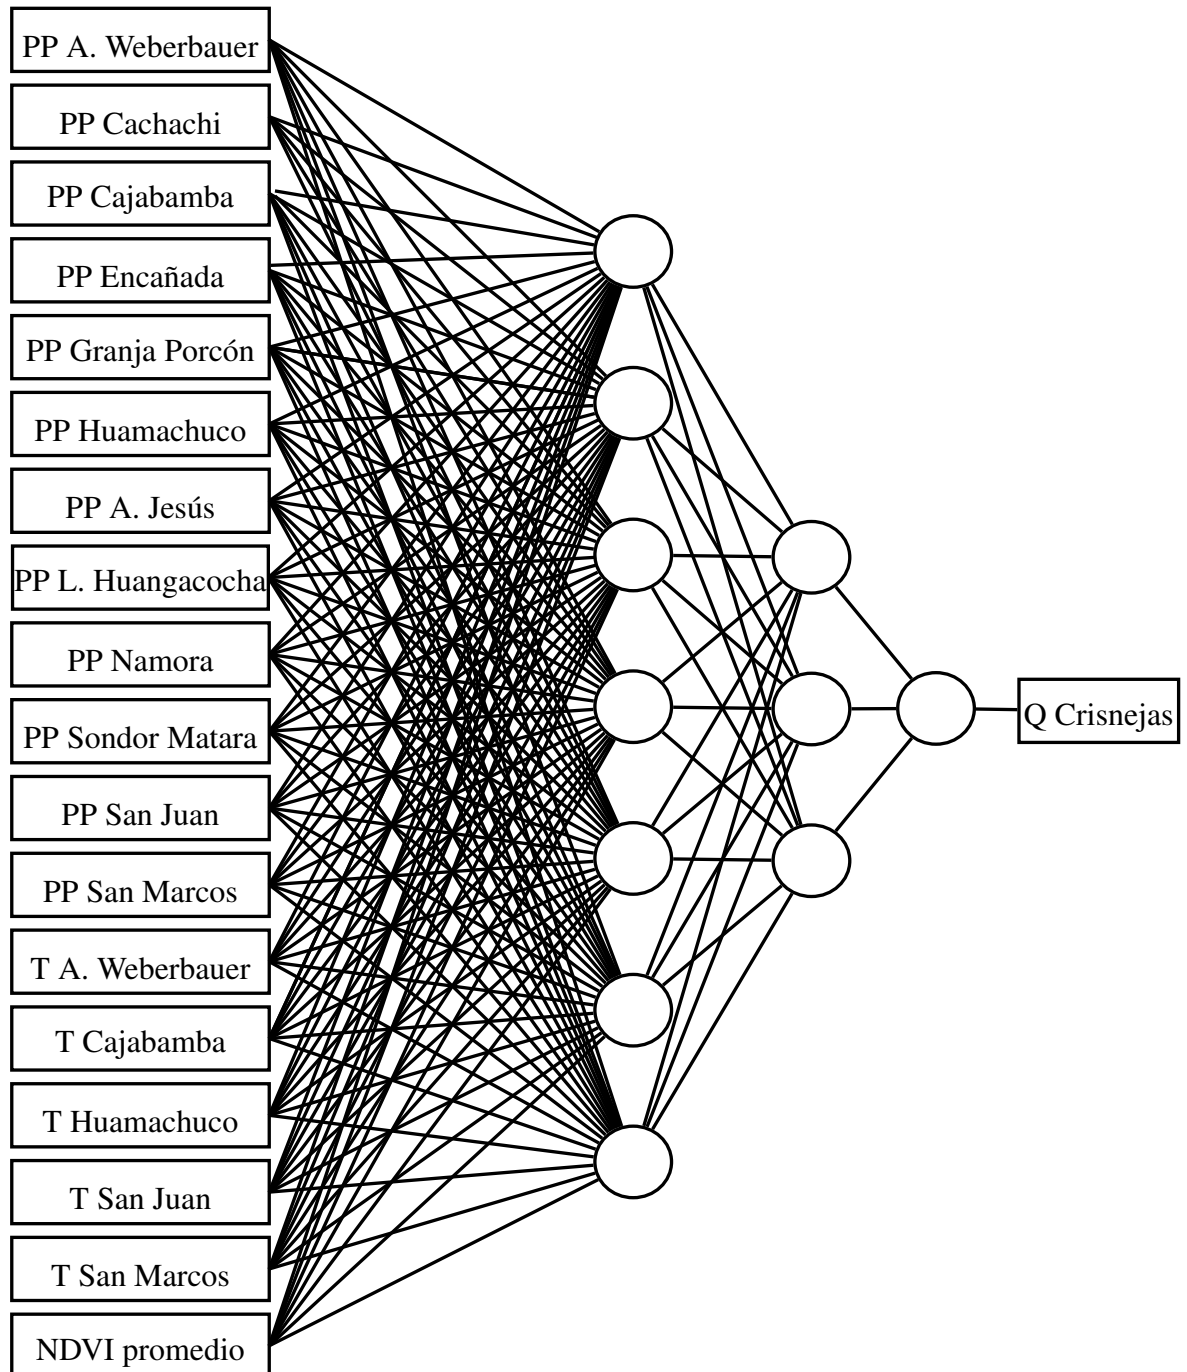 PP A. Weberbauer
PP Cachachi
PP Cajabamba
PP Encañada
PP Granja Porcón
PP Huamachuco
PP A. Jesús
PP L. Huangacocha
PP Namora
PP Sondor Matara
PP San Juan
PP San Marcos
T A. Weberbauer
T Cajabamba
T Huamachuco
T San Juan
T San Marcos
NDVI promedio
Q Crisnejas